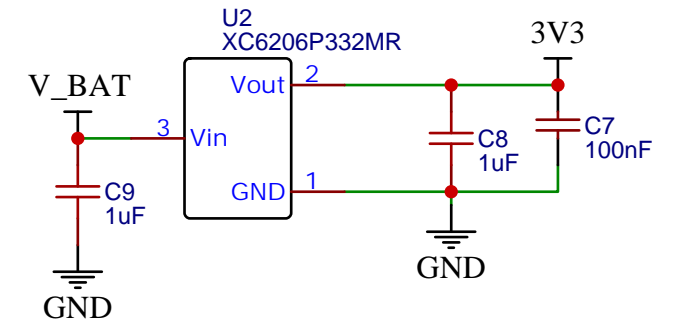 U2
XC6206P332MR
3V3
V_BAT
Vout
2
3
Vin
C7
100nF
C8
1uF
GND
1
C9
1uF
GND
GND